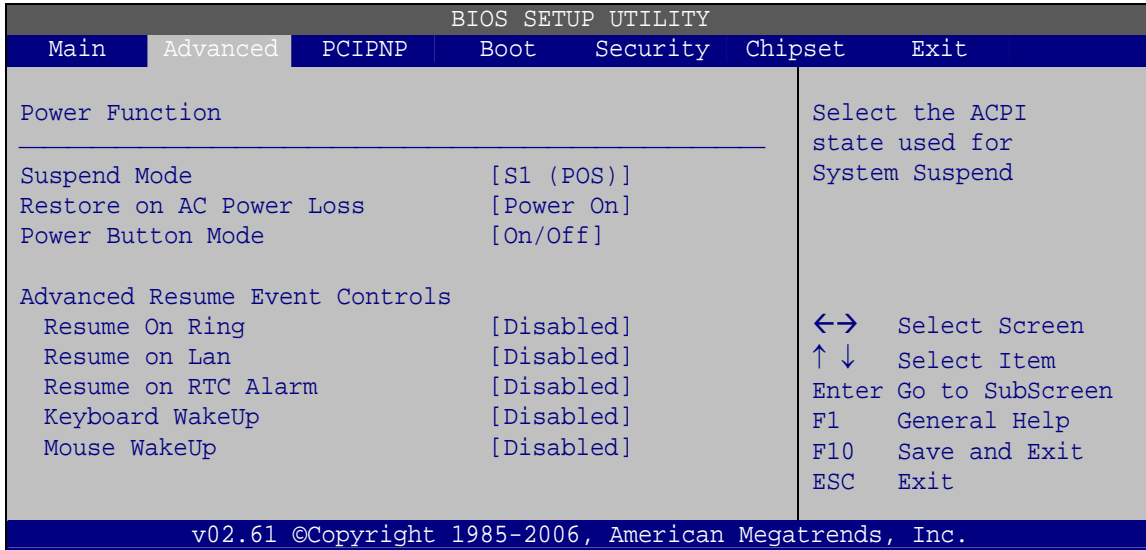 BIOS SETUP UTILITY
Main Advanced PCIPNP Boot Security Chipset Exit
Power Function
Suspend Mode [S1 (POS)]
Restore on AC Power Loss [Power On]
Power Button Mode [On/Off]
Advanced Resume Event Controls
Resume On Ring [Disabled]
Resume on Lan [Disabled]
Resume on RTC Alarm [Disabled]
Keyboard WakeUp [Disabled]
Mouse WakeUp [Disabled]
Select the ACPI
state used for
System Suspend
←→ Select Screen
↑ ↓ Select Item
Enter Go to SubScreen
F1 General Help
F10 Save and Exit
ESC Exit
v02.61 ©Copyright 1985-2006, American Megatrends, Inc.